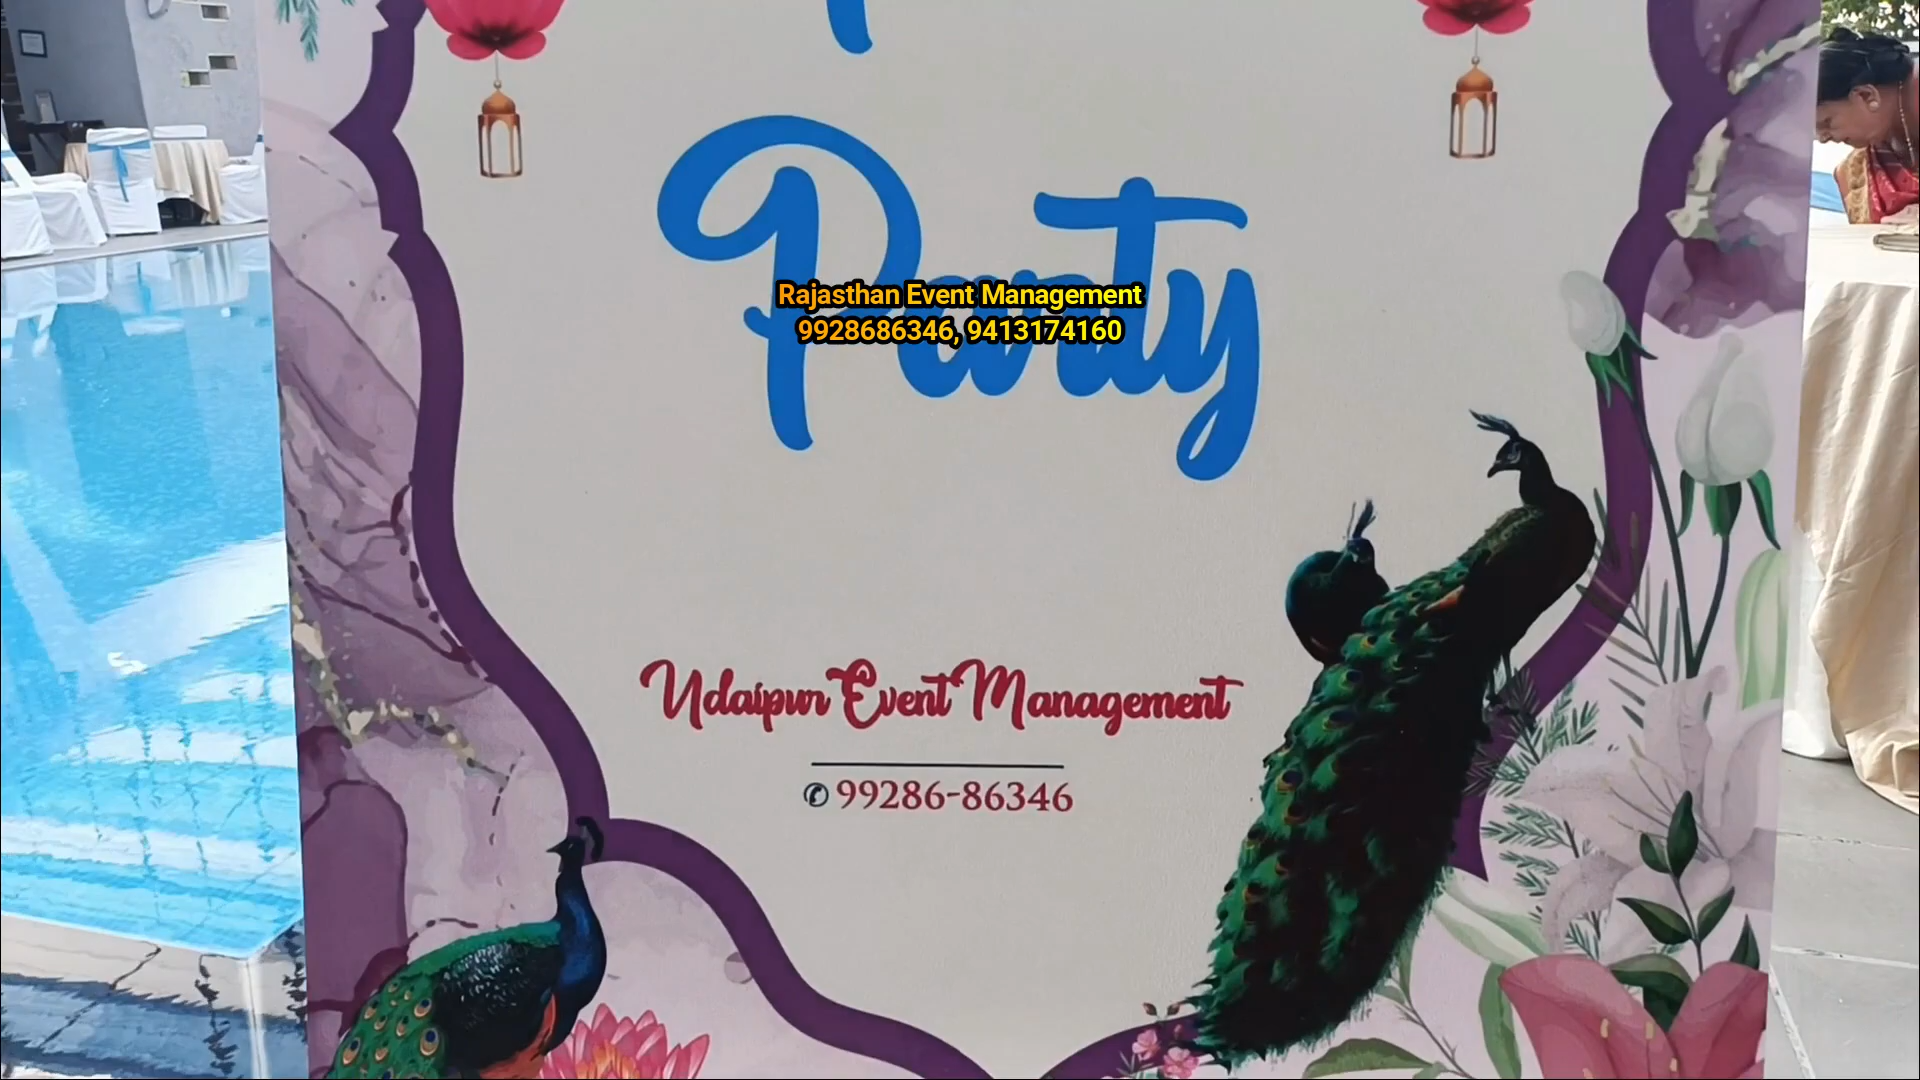 Party
Rajasthan Event Management
9928686346, 9413174160
Udaipur Event Management
✆ 99286-86346